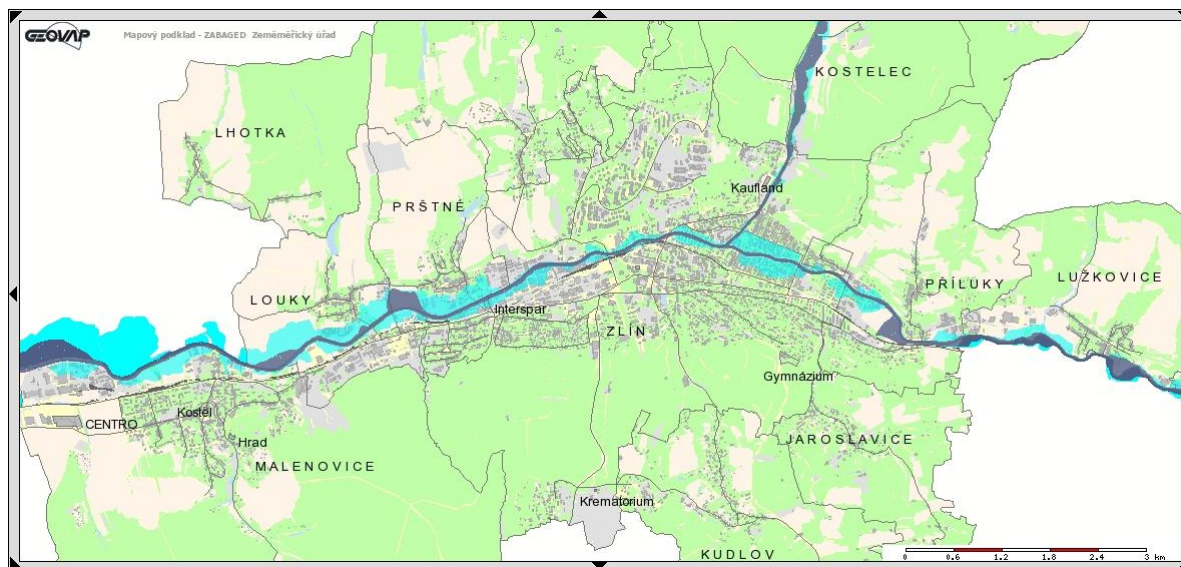 GEOVAP
Mapový podklad - ZABAGED Zeměměřický úřad
KOSTELEC
LHOTKA
Kaufland
PRŠTNÉ
LUŽKOVICE
PŘÍLUKY
LOUKY
Interspar
ZLÍN
Gymnázium
Kostel
CENTRO
Hrad
JAROSLAVICE
MALENOVICE
Krematorium
KUDLOV
0 0.6 1.2 1.8 2.4 3 km